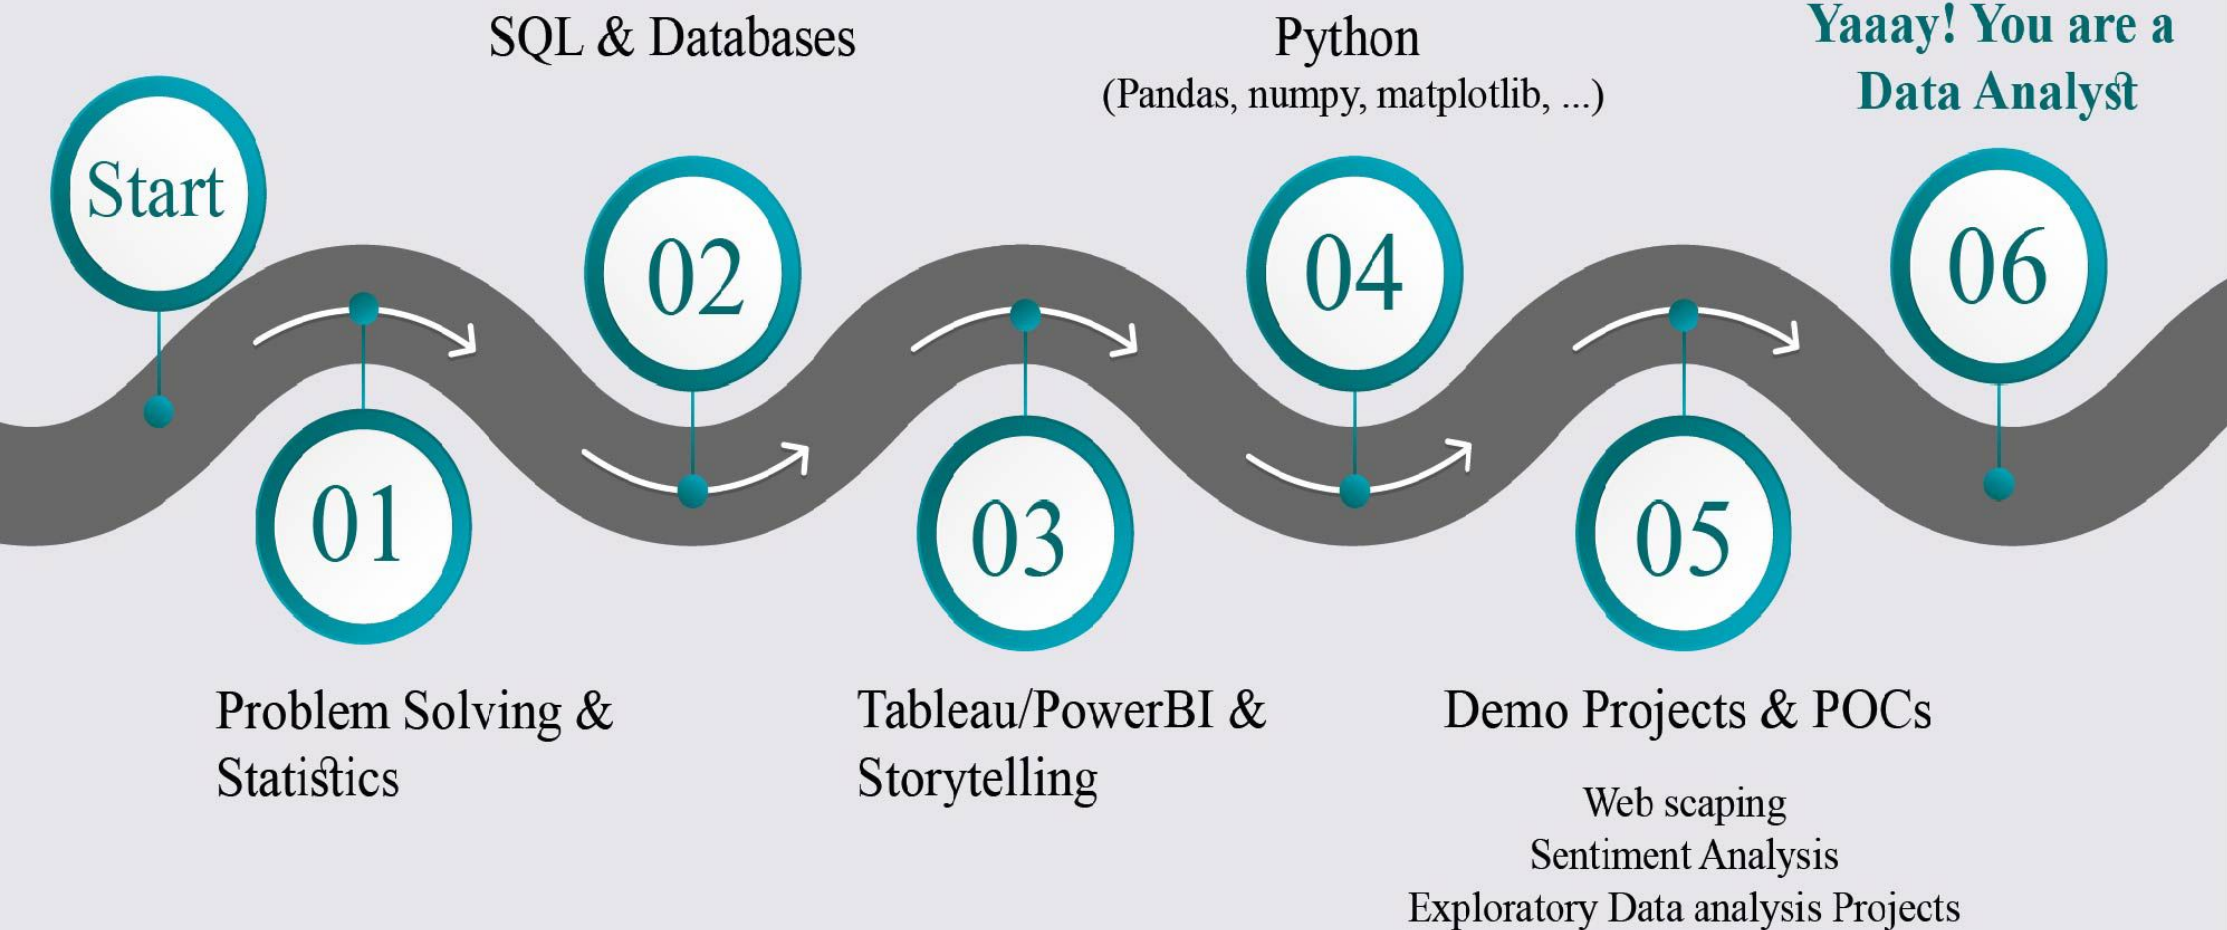 Start
01
Problem Solving &
Statistics
SQL & Databases
02
03
Tableau/PowerBI &
Storytelling
Python
(Pandas, numpy, matplotlib, ...)
04
05
Demo Projects & POCs
Web scaping
Sentiment Analysis
Exploratory Data analysis Projects
Yaaay! You are a
Data Analyst
06